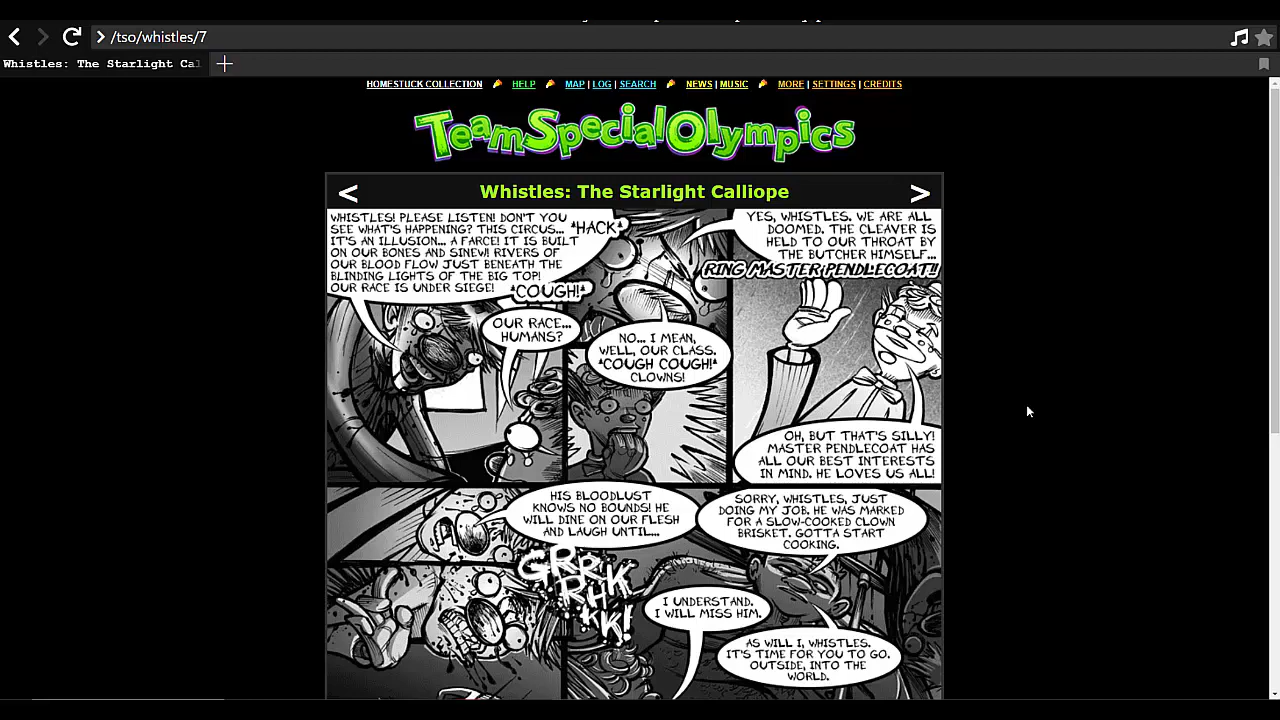 /tso/whistles/7
Whistles: The Starlight Cal
HOMESTUCK COLLECTION HELP MAP | LOG | SEARCH NEWS | MUSIC MORE | SETTINGS | CREDITS
TeamSpecialOlympics
< Whistles: The Starlight Calliope >
WHISTLES! PLEASE LISTEN! DON'T YOU
SEE WHAT'S HAPPENING? THIS CIRCUS...
IT'S AN ILLUSION... A FARCE! IT IS BUILT
ON OUR BONES AND SINEW! RIVERS OF
OUR BLOOD FLOW JUST BENEATH THE
BLINDING LIGHTS OF THE BIG TOP!
OUR RACE IS UNDER SIEGE!
*HACK*
*COUGH!*
OUR RACE...
HUMANS?
NO... I MEAN,
WELL, OUR CLASS.
*COUGH COUGH!*
CLOWNS!
YES, WHISTLES. WE ARE ALL
DOOMED. THE CLEAVER IS
HELD TO OUR THROAT BY
THE BUTCHER HIMSELF...
RING MASTER PENDLECOAT!!
OH, BUT THAT'S SILLY!
MASTER PENDLECOAT HAS
ALL OUR BEST INTERESTS
IN MIND. HE LOVES US ALL!
HIS BLOODLUST
KNOWS NO BOUNDS! HE
WILL DINE ON OUR FLESH
AND LAUGH UNTIL...
GRRK
RHK
KK!
SORRY, WHISTLES, JUST
DOING MY JOB. HE WAS MARKED
FOR A SLOW-COOKED CLOWN
BRISKET. GOTTA START
COOKING.
I UNDERSTAND.
I WILL MISS HIM.
AS WILL I, WHISTLES.
IT'S TIME FOR YOU TO GO.
OUTSIDE, INTO THE
WORLD.